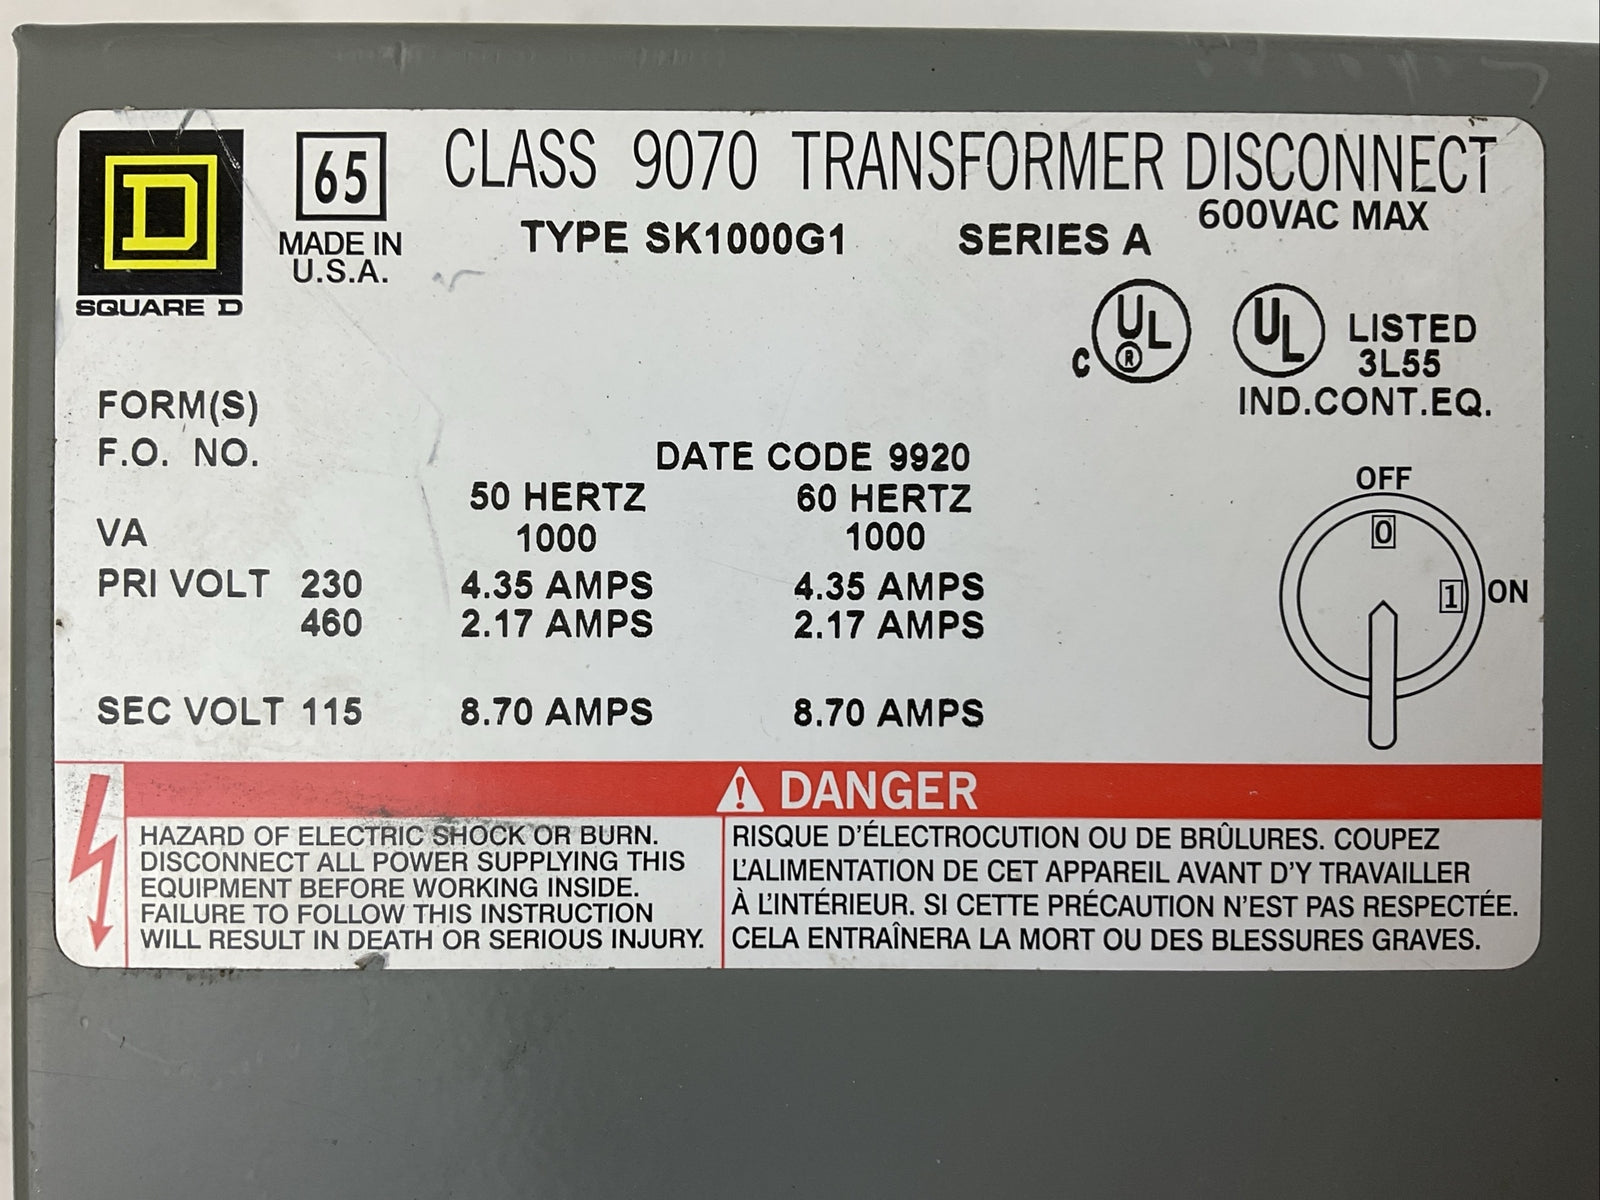 D
SQUARE D
65
MADE IN
U.S.A.
CLASS 9070 TRANSFORMER DISCONNECT
600VAC MAX
TYPE SK1000G1 SERIES A
C UL ®
UL LISTED
3L55
IND.CONT.EQ.
FORM(S)
F.O. NO.
DATE CODE 9920
50 HERTZ 60 HERTZ
VA 1000 1000
PRI VOLT 230 4.35 AMPS 4.35 AMPS
460 2.17 AMPS 2.17 AMPS
SEC VOLT 115 8.70 AMPS 8.70 AMPS
OFF
0
1 ON
DANGER
HAZARD OF ELECTRIC SHOCK OR BURN.
DISCONNECT ALL POWER SUPPLYING THIS
EQUIPMENT BEFORE WORKING INSIDE.
FAILURE TO FOLLOW THIS INSTRUCTION
WILL RESULT IN DEATH OR SERIOUS INJURY.
RISQUE D'ÉLECTROCUTION OU DE BRÛLURES. COUPEZ
L'ALIMENTATION DE CET APPAREIL AVANT D'Y TRAVAILLER
À L'INTÉRIEUR. SI CETTE PRÉCAUTION N'EST PAS RESPECTÉE.
CELA ENTRAÎNERA LA MORT OU DES BLESSURES GRAVES.